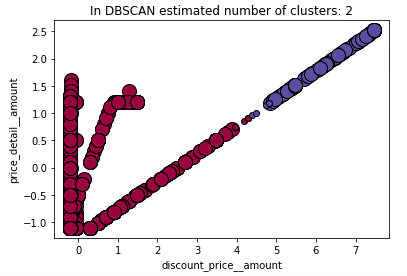 In DBSCAN estimated number of clusters: 2
price_detail__amount
2.5
2.0
1.5
1.0
0.5
0.0
−0.5
−1.0
0 1 2 3 4 5 6 7
discount_price__amount